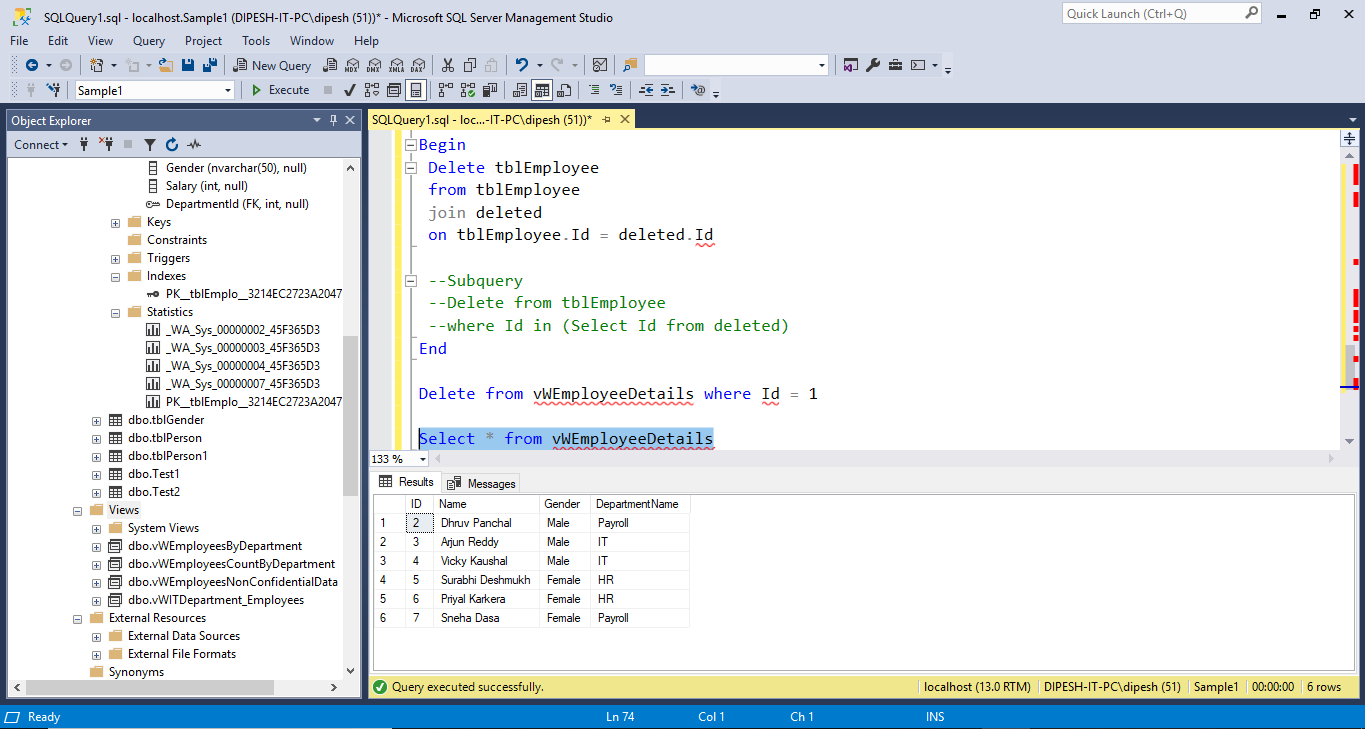 SQLQuery1.sql - localhost.Sample1 (DIPESH-IT-PC\dipesh (51))* - Microsoft SQL Server Management Studio
Quick Launch (Ctrl+Q)
File Edit View Query Project Tools Window Help
New Query MDX DMX XMLA DAX
Sample1 Execute
Object Explorer
Connect
Gender (nvarchar(50), null)
Salary (int, null)
DepartmentId (FK, int, null)
Keys
Constraints
Triggers
Indexes
PK__tblEmplo__3214EC2723A2047
Statistics
_WA_Sys_00000002_45F365D3
_WA_Sys_00000003_45F365D3
_WA_Sys_00000004_45F365D3
_WA_Sys_00000007_45F365D3
PK__tblEmplo__3214EC2723A2047
dbo.tblGender
dbo.tblPerson
dbo.tblPerson1
dbo.Test1
dbo.Test2
Views
System Views
dbo.vWEmployeesByDepartment
dbo.vWEmployeesCountByDepartment
dbo.vWEmployeesNonConfidentialData
dbo.vWITDepartment_Employees
External Resources
External Data Sources
External File Formats
Synonyms
SQLQuery1.sql - loc...-IT-PC\dipesh (51))*
Begin
Delete tblEmployee
from tblEmployee
join deleted
on tblEmployee.Id = deleted.Id
--Subquery
--Delete from tblEmployee
--where Id in (Select Id from deleted)
End
Delete from vWEmployeeDetails where Id = 1
Select * from vWEmployeeDetails
133 %
Results Messages
ID Name Gender DepartmentName
1 2 Dhruv Panchal Male Payroll
2 3 Arjun Reddy Male IT
3 4 Vicky Kaushal Male IT
4 5 Surabhi Deshmukh Female HR
5 6 Priyal Karkera Female HR
6 7 Sneha Dasa Female Payroll
Query executed successfully. localhost (13.0 RTM) DIPESH-IT-PC\dipesh (51) Sample1 00:00:00 6 rows
Ready Ln 74 Col 1 Ch 1 INS